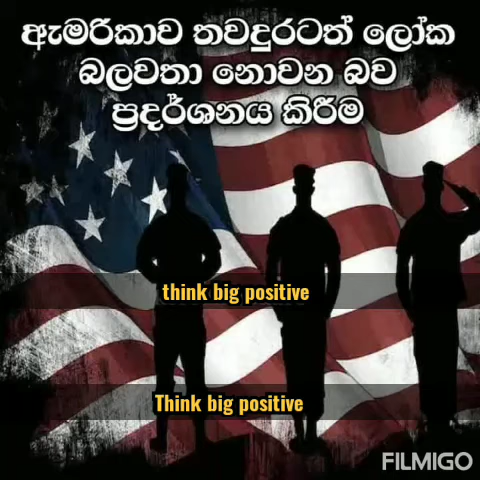 ඇමරිකාව තවදුරටත් ලෝක
බලවතා නොවන බව
ප්‍රදර්ශනය කිරීම
think big positive
Think big positive
FILMIGO